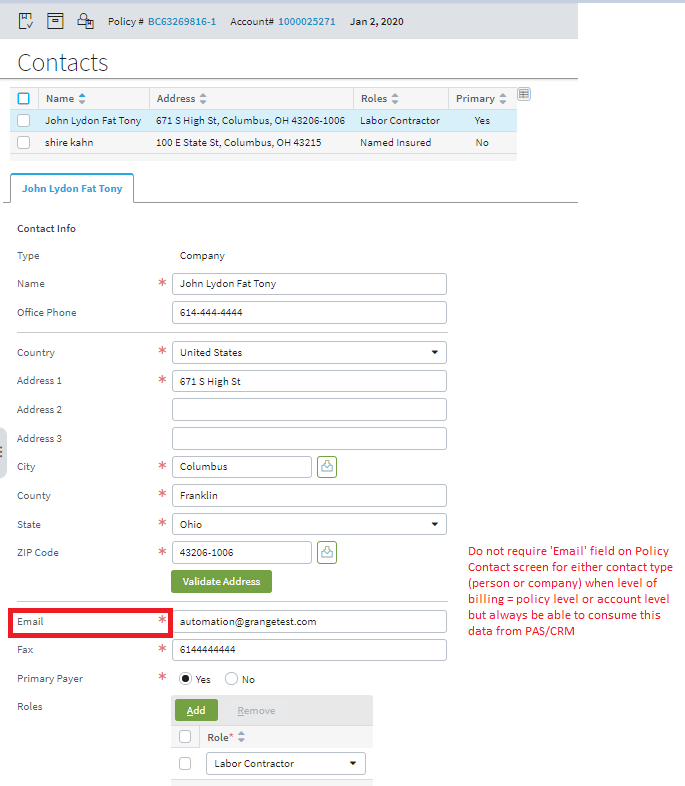 Policy # BC63269816-1 Account# 1000025271 Jan 2, 2020
Contacts
Name Address Roles Primary
John Lydon Fat Tony 671 S High St, Columbus, OH 43206-1006 Labor Contractor Yes
shire kahn 100 E State St, Columbus, OH 43215 Named Insured No
John Lydon Fat Tony
Contact Info
Type Company
Name * John Lydon Fat Tony
Office Phone 614-444-4444
Country * United States
Address 1 * 671 S High St
Address 2
Address 3
City * Columbus
County * Franklin
State * Ohio
ZIP Code * 43206-1006
Validate Address
Do not require 'Email' field on Policy
Contact screen for either contact type
(person or company) when level of
billing = policy level or account level
but always be able to consume this
data from PAS/CRM
Email * automation@grangetest.com
Fax * 6144444444
Primary Payer * Yes No
Roles
Add Remove
Role*
Labor Contractor